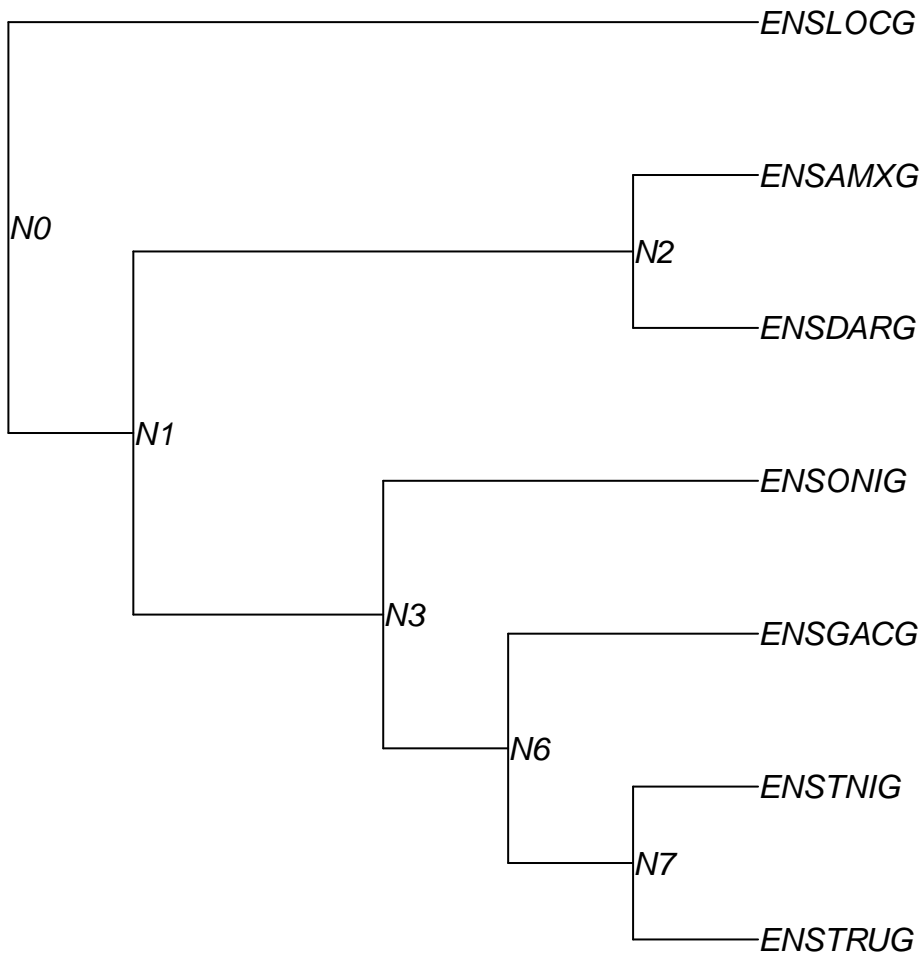 ENSLOCG
ENSAMXG
N0
N2
ENSDARG
N1
ENSONIG
N3
ENSGACG
N6
ENSTNIG
N7
ENSTRUG